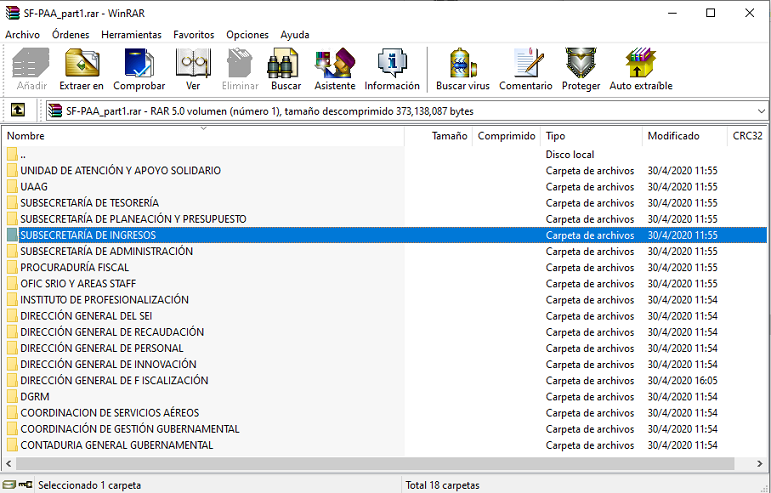 SF-PAA_part1.rar - WinRAR
Archivo Órdenes Herramientas Favoritos Opciones Ayuda
Añadir Extraer en Comprobar Ver Eliminar Buscar Asistente Información Buscar virus Comentario Proteger Auto extraíble
SF-PAA_part1.rar - RAR 5.0 volumen (número 1), tamaño descomprimido 373,138,087 bytes
Nombre Tamaño Comprimido Tipo Modificado CRC32
.. Disco local
UNIDAD DE ATENCIÓN Y APOYO SOLIDARIO Carpeta de archivos 30/4/2020 11:55
UAAG Carpeta de archivos 30/4/2020 11:55
SUBSECRETARÍA DE TESORERÍA Carpeta de archivos 30/4/2020 11:55
SUBSECRETARÍA DE PLANEACIÓN Y PRESUPUESTO Carpeta de archivos 30/4/2020 11:55
SUBSECRETARÍA DE INGRESOS Carpeta de archivos 30/4/2020 11:55
SUBSECRETARÍA DE ADMINISTRACIÓN Carpeta de archivos 30/4/2020 11:55
PROCURADURÍA FISCAL Carpeta de archivos 30/4/2020 11:55
OFIC SRIO Y AREAS STAFF Carpeta de archivos 30/4/2020 11:55
INSTITUTO DE PROFESIONALIZACIÓN Carpeta de archivos 30/4/2020 11:54
DIRECCIÓN GENERAL DEL SEI Carpeta de archivos 30/4/2020 11:54
DIRECCIÓN GENERAL DE RECAUDACIÓN Carpeta de archivos 30/4/2020 11:54
DIRECCIÓN GENERAL DE PERSONAL Carpeta de archivos 30/4/2020 11:54
DIRECCIÓN GENERAL DE INNOVACIÓN Carpeta de archivos 30/4/2020 11:54
DIRECCIÓN GENERAL DE F ISCALIZACIÓN Carpeta de archivos 30/4/2020 16:05
DGRM Carpeta de archivos 30/4/2020 11:54
COORDINACION DE SERVICIOS AÉREOS Carpeta de archivos 30/4/2020 11:54
COORDINACIÓN DE GESTIÓN GUBERNAMENTAL Carpeta de archivos 30/4/2020 11:54
CONTADURIA GENERAL GUBERNAMENTAL Carpeta de archivos 30/4/2020 11:54
Seleccionado 1 carpeta Total 18 carpetas